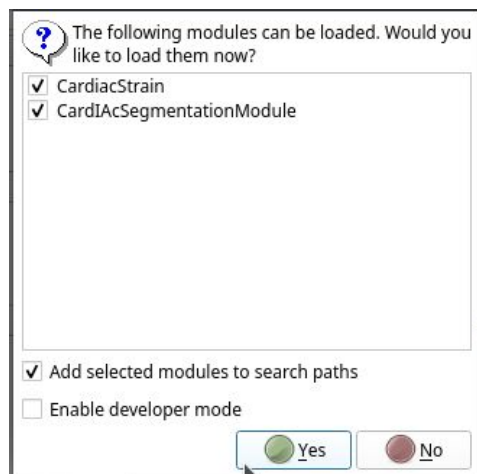 The following modules can be loaded. Would you
like to load them now?
CardiacStrain
CardIAcSegmentationModule
Add selected modules to search paths
Enable developer mode
Yes
No